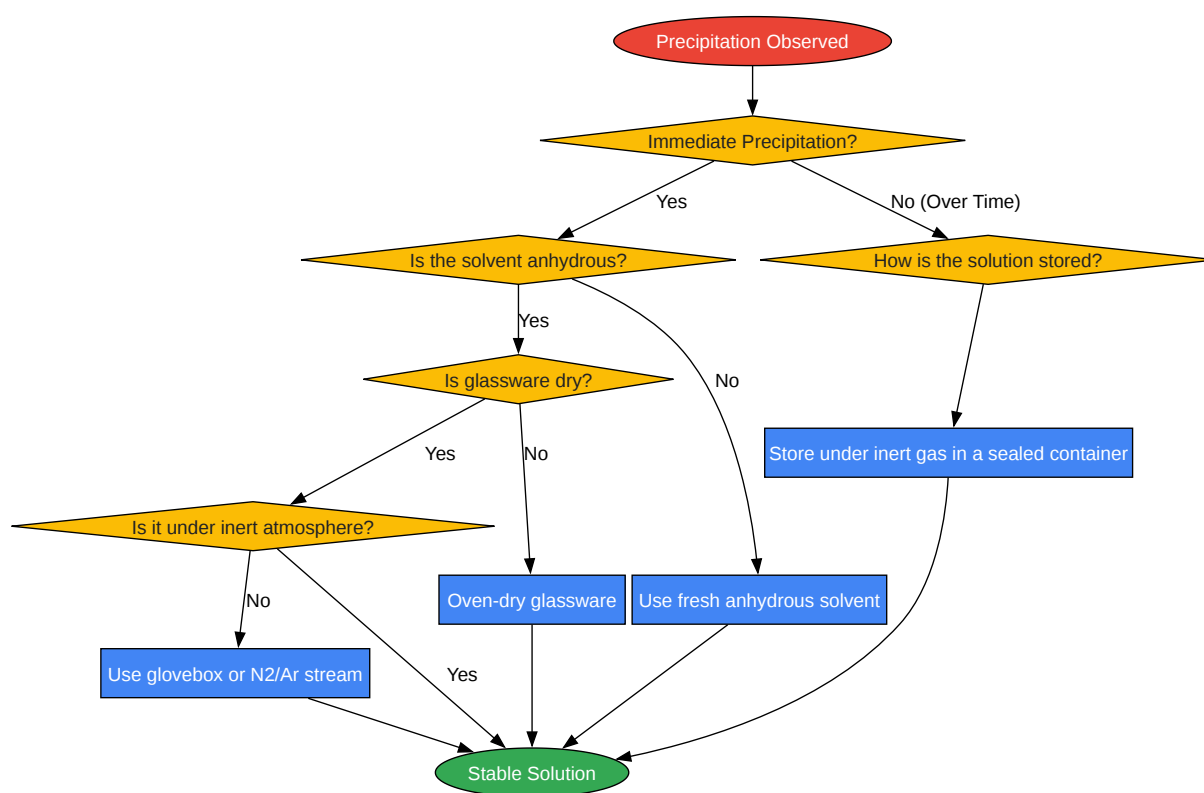 Precipitation Observed
Immediate Precipitation?
Yes
No (Over Time)
Is the solvent anhydrous?
How is the solution stored?
Yes
Is glassware dry?
No
Yes
No
Store under inert gas in a sealed container
Is it under inert atmosphere?
No
Oven-dry glassware
Use fresh anhydrous solvent
Use glovebox or N2/Ar stream
Yes
Stable Solution